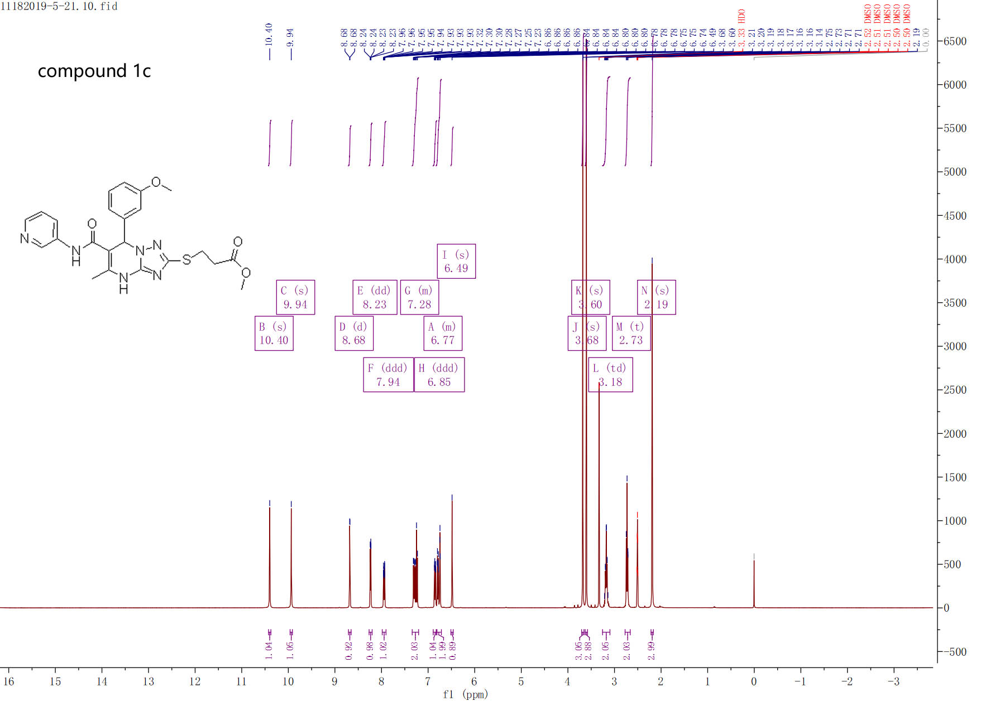 11182019-5-21.10.fid
10.40
9.94
8.68
8.68
8.24
8.24
8.23
8.23
7.96
7.96
7.95
7.95
7.94
7.93
7.93
7.93
7.32
7.30
7.30
7.28
7.27
7.25
7.23
6.86
6.86
6.86
6.86
6.84
6.84
6.84
6.84
6.80
6.80
6.80
6.78
6.78
6.78
6.75
6.75
6.74
6.49
3.68
3.60
3.33 HDO
3.21
3.20
3.19
3.18
3.17
3.16
3.16
3.14
2.75
2.73
2.71
2.71
2.52 DMSO
2.51 DMSO
2.51 DMSO
2.50 DMSO
2.50 DMSO
2.19
0.00
compound 1c
O
O
N
N
H
N
N
N
N
H
S
O
O
I (s)
6.49
C (s)
9.94
E (dd)
8.23
G (m)
7.28
K (s)
3.60
N (s)
2.19
B (s)
10.40
D (d)
8.68
A (m)
6.77
J (s)
3.68
M (t)
2.73
F (ddd)
7.94
H (ddd)
6.85
L (td)
3.18
6500
6000
5500
5000
4500
4000
3500
3000
2500
2000
1500
1000
500
0
-500
1.04
1.05
0.92
0.98
1.02
2.03
1.04
1.99
0.89
3.05
2.88
2.05
2.03
2.99
16 15 14 13 12 11 10 9 8 7 6 5 4 3 2 1 0 -1 -2 -3
f1 (ppm)